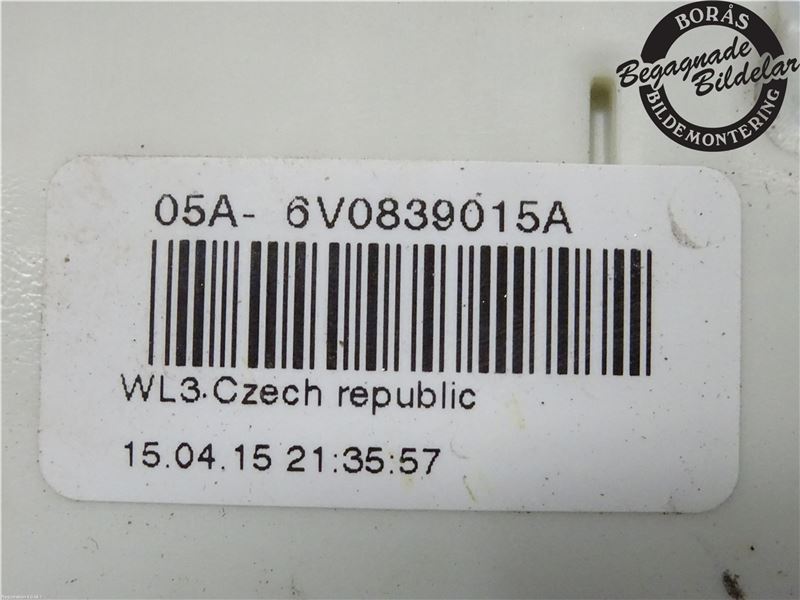 BORÅS
Begagnade
Bildelar
BILDEMONTERING
05A- 6V0839015A
WL3.Czech republic
15.04.15 21:35:57